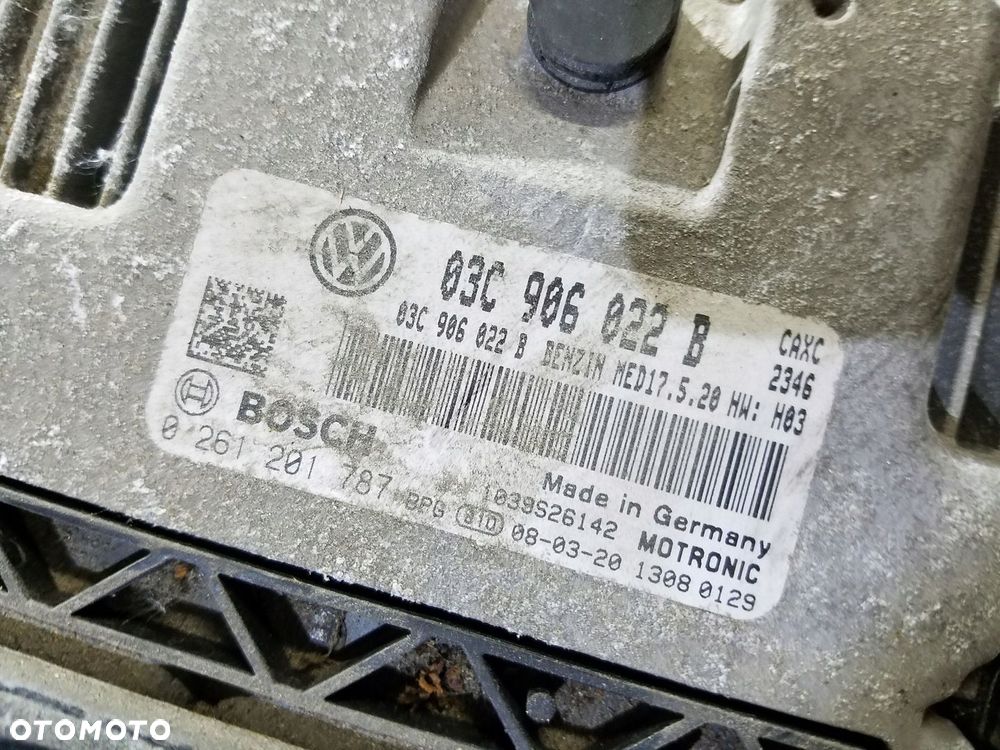 03C 906 022 B
CAXC
03C 906 022 B BENZIN MED17.5.20 HW: H03
2346
BOSCH
0 261 201 787 BPG 010
1039S26142
Made in Germany
08-03-20
MOTRONIC
1308 0129
OTOMOTO